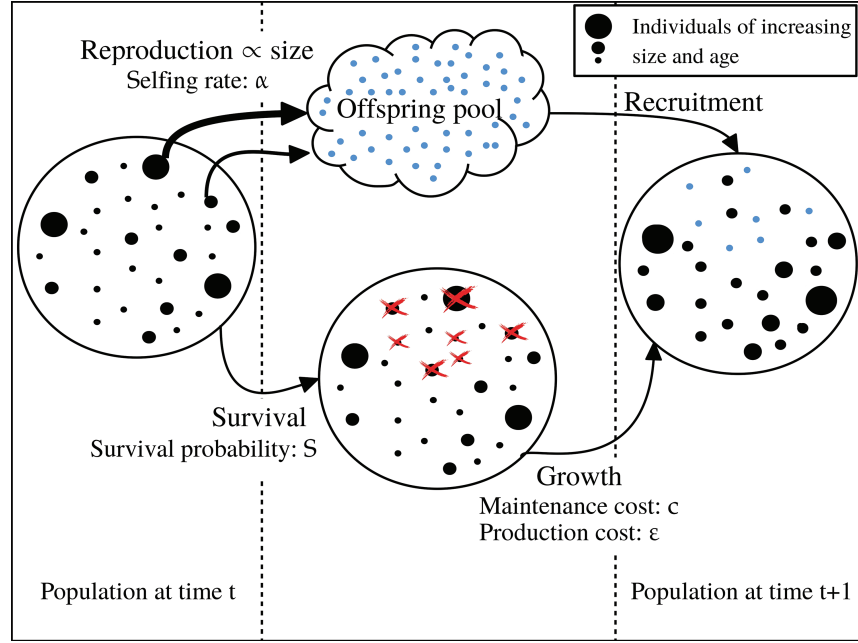 Individuals of increasing
size and age
Reproduction ∝ size
Selfing rate: α
Offspring pool
Recruitment
Survival
Survival probability: S
Growth
Maintenance cost: c
Production cost: ε
Population at time t
Population at time t+1